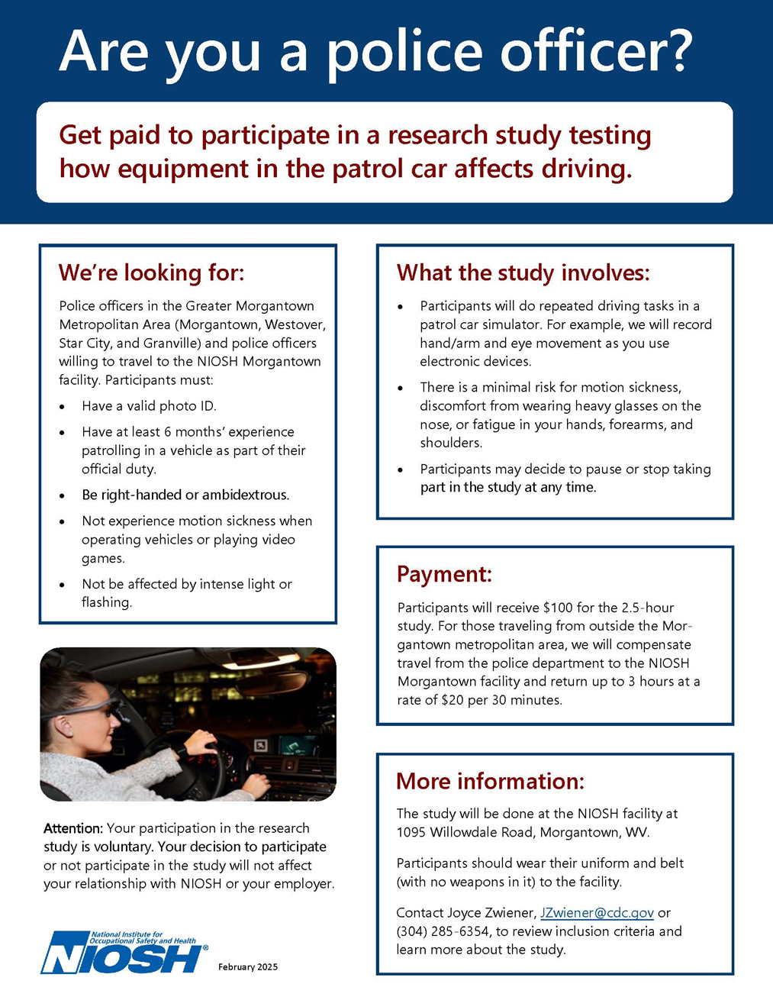 Are you a police officer?
Get paid to participate in a research study testing
how equipment in the patrol car affects driving.
We're looking for:
Police officers in the Greater Morgantown
Metropolitan Area (Morgantown, Westover,
Star City, and Granville) and police officers
willing to travel to the NIOSH Morgantown
facility. Participants must:
• Have a valid photo ID.
• Have at least 6 months' experience
patrolling in a vehicle as part of their
official duty.
• Be right-handed or ambidextrous.
• Not experience motion sickness when
operating vehicles or playing video
games.
• Not be affected by intense light or
flashing.
Attention: Your participation in the research
study is voluntary. Your decision to participate
or not participate in the study will not affect
your relationship with NIOSH or your employer.
National Institute for
Occupational Safety and Health
NIOSH®
February 2025
What the study involves:
• Participants will do repeated driving tasks in a
patrol car simulator. For example, we will record
hand/arm and eye movement as you use
electronic devices.
• There is a minimal risk for motion sickness,
discomfort from wearing heavy glasses on the
nose, or fatigue in your hands, forearms, and
shoulders.
• Participants may decide to pause or stop taking
part in the study at any time.
Payment:
Participants will receive $100 for the 2.5-hour
study. For those traveling from outside the Mor-
gantown metropolitan area, we will compensate
travel from the police department to the NIOSH
Morgantown facility and return up to 3 hours at a
rate of $20 per 30 minutes.
More information:
The study will be done at the NIOSH facility at
1095 Willowdale Road, Morgantown, WV.
Participants should wear their uniform and belt
(with no weapons in it) to the facility.
Contact Joyce Zwiener, JZwiener@cdc.gov or
(304) 285-6354, to review inclusion criteria and
learn more about the study.